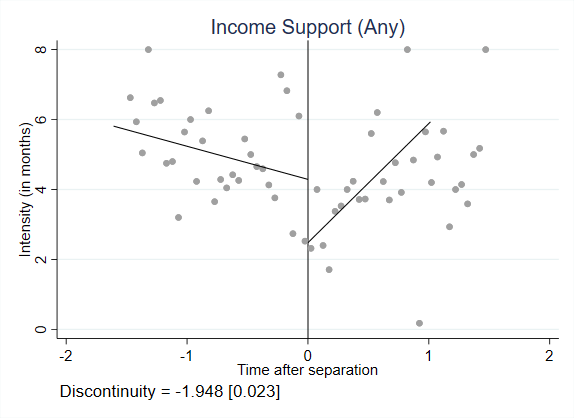 Income Support (Any)
8
6
4
2
0
Intensity (in months)
-2 -1 0 1 2
Time after separation
Discontinuity = -1.948 [0.023]